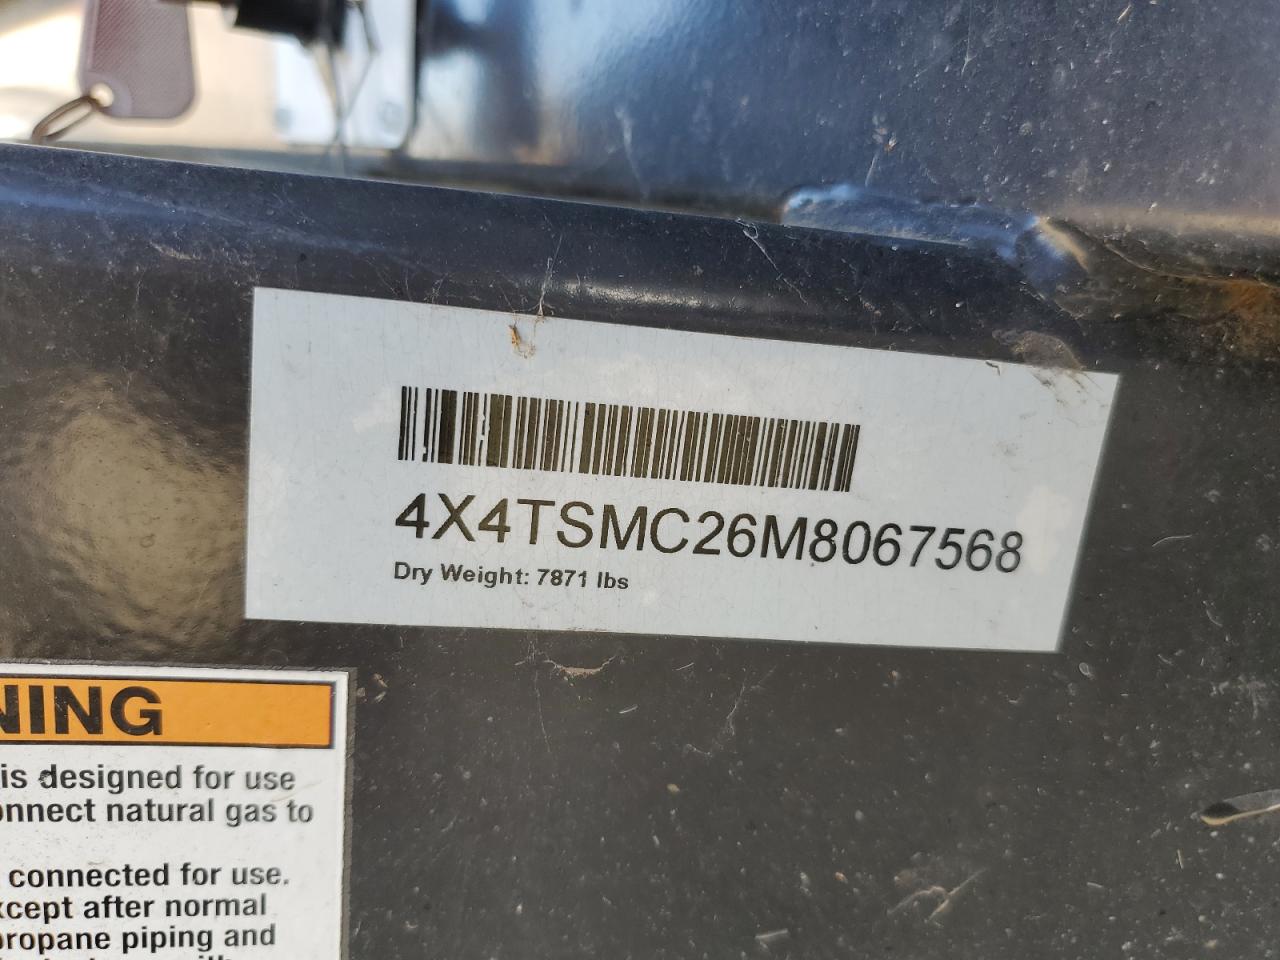 4X4TSMC26M8067568
Dry Weight: 7871 lbs
NING
is designed for use
onnect natural gas to
connected for use.
xcept after normal
propane piping and